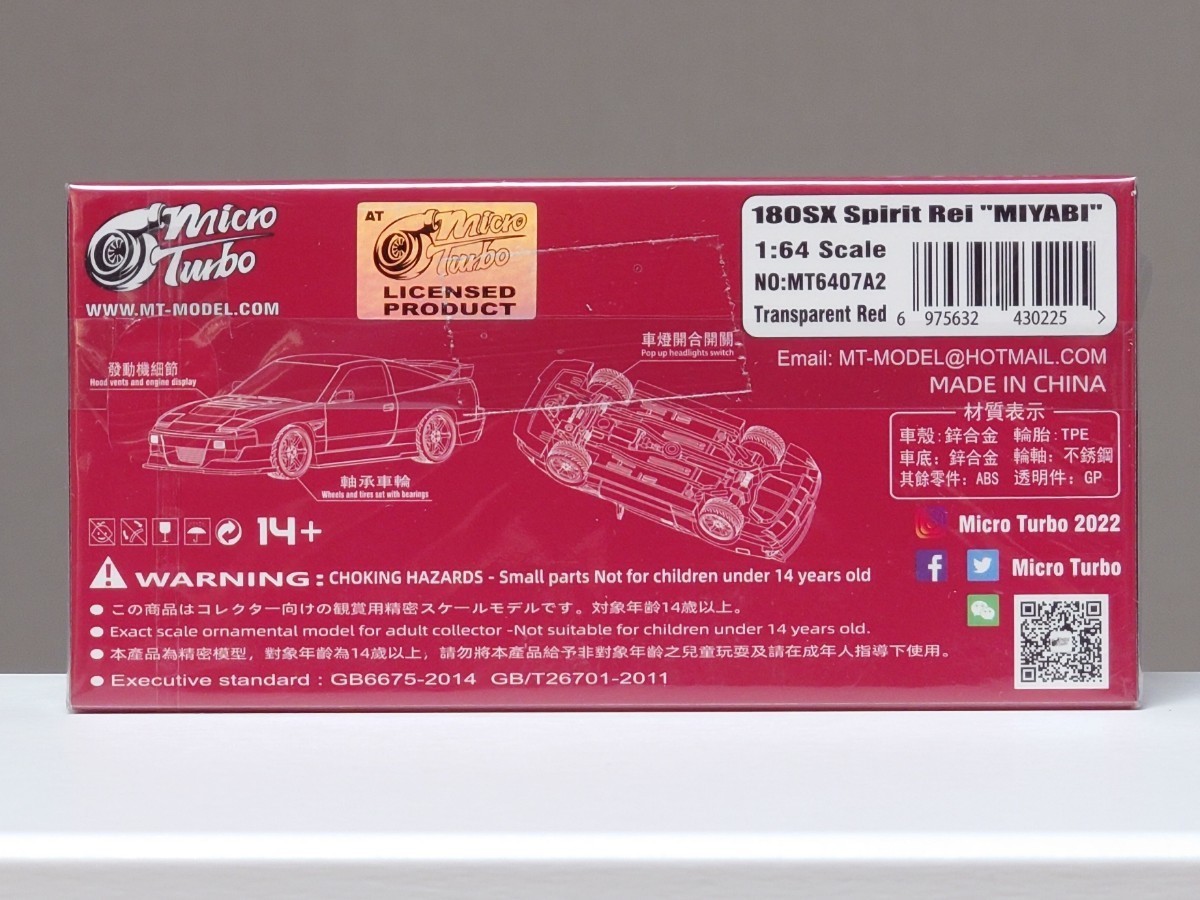 Micro
Turbo
WWW.MT-MODEL.COM
AT
Micro
Turbo
LICENSED
PRODUCT
180SX Spirit Rei "MIYABI"
1:64 Scale
NO:MT6407A2
Transparent Red
6 975632 430225 >
Email: MT-MODEL@HOTMAIL.COM
MADE IN CHINA
材質表示
車殼:鋅合金 輪胎:TPE
車底:鋅合金 輪軸:不銹鋼
其餘零件:ABS 透明件:GP
發動機細節
Hood vents and engine display
車燈開合開關
Pop up headlights switch
軸承車輪
Wheels and tires set with bearings
14+
Micro Turbo 2022
Micro Turbo
WARNING:CHOKING HAZARDS - Small parts Not for children under 14 years old
● この商品はコレクター向けの観賞用精密スケールモデルです。対象年齢14歳以上。
● Exact scale ornamental model for adult collector -Not suitable for children under 14 years old.
● 本產品為精密模型，對象年齡為14歲以上，請勿將本產品給予非對象年齡之兒童玩耍及請在成年人指導下使用。
● Executive standard : GB6675-2014 GB/T26701-2011